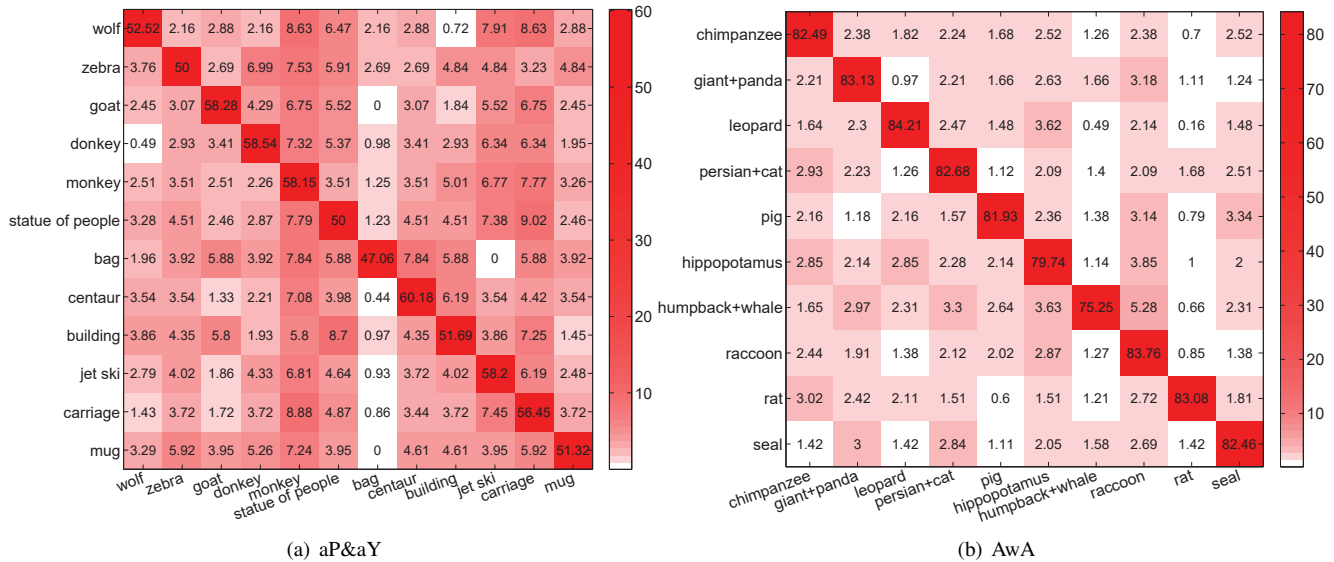 wolf 52.52 2.16 2.88 2.16 8.63 6.47 2.16 2.88 0.72 7.91 8.63 2.88
zebra 3.76 50 2.69 6.99 7.53 5.91 2.69 2.69 4.84 4.84 3.23 4.84
goat 2.45 3.07 58.28 4.29 6.75 5.52 0 3.07 1.84 5.52 6.75 2.45
donkey 0.49 2.93 3.41 58.54 7.32 5.37 0.98 3.41 2.93 6.34 6.34 1.95
monkey 2.51 3.51 2.51 2.26 58.15 3.51 1.25 3.51 5.01 6.77 7.77 3.26
statue of people 3.28 4.51 2.46 2.87 7.79 50 1.23 4.51 4.51 7.38 9.02 2.46
bag 1.96 3.92 5.88 3.92 7.84 5.88 47.06 7.84 5.88 0 5.88 3.92
centaur 3.54 3.54 1.33 2.21 7.08 3.98 0.44 60.18 6.19 3.54 4.42 3.54
building 3.86 4.35 5.8 1.93 5.8 8.7 0.97 4.35 51.69 3.86 7.25 1.45
jet ski 2.79 4.02 1.86 4.33 6.81 4.64 0.93 3.72 4.02 58.2 6.19 2.48
carriage 1.43 3.72 1.72 3.72 8.88 4.87 0.86 3.44 3.72 7.45 56.45 3.72
mug 3.29 5.92 3.95 5.26 7.24 3.95 0 4.61 4.61 3.95 5.92 51.32
wolf zebra goat donkey monkey statue of people bag centaur building jet ski carriage mug
60
50
40
30
20
10
(a) aP&aY
chimpanzee 82.49 2.38 1.82 2.24 1.68 2.52 1.26 2.38 0.7 2.52
giant+panda 2.21 83.13 0.97 2.21 1.66 2.63 1.66 3.18 1.11 1.24
leopard 1.64 2.3 84.21 2.47 1.48 3.62 0.49 2.14 0.16 1.48
persian+cat 2.93 2.23 1.26 82.68 1.12 2.09 1.4 2.09 1.68 2.51
pig 2.16 1.18 2.16 1.57 81.93 2.36 1.38 3.14 0.79 3.34
hippopotamus 2.85 2.14 2.85 2.28 2.14 79.74 1.14 3.85 1 2
humpback+whale 1.65 2.97 2.31 3.3 2.64 3.63 75.25 5.28 0.66 2.31
raccoon 2.44 1.91 1.38 2.12 2.02 2.87 1.27 83.76 0.85 1.38
rat 3.02 2.42 2.11 1.51 0.6 1.51 1.21 2.72 83.08 1.81
seal 1.42 3 1.42 2.84 1.11 2.05 1.58 2.69 1.42 82.46
chimpanzee giant+panda leopard persian+cat pig hippopotamus humpback+whale raccoon rat seal
80
70
60
50
40
30
20
10
(b) AwA